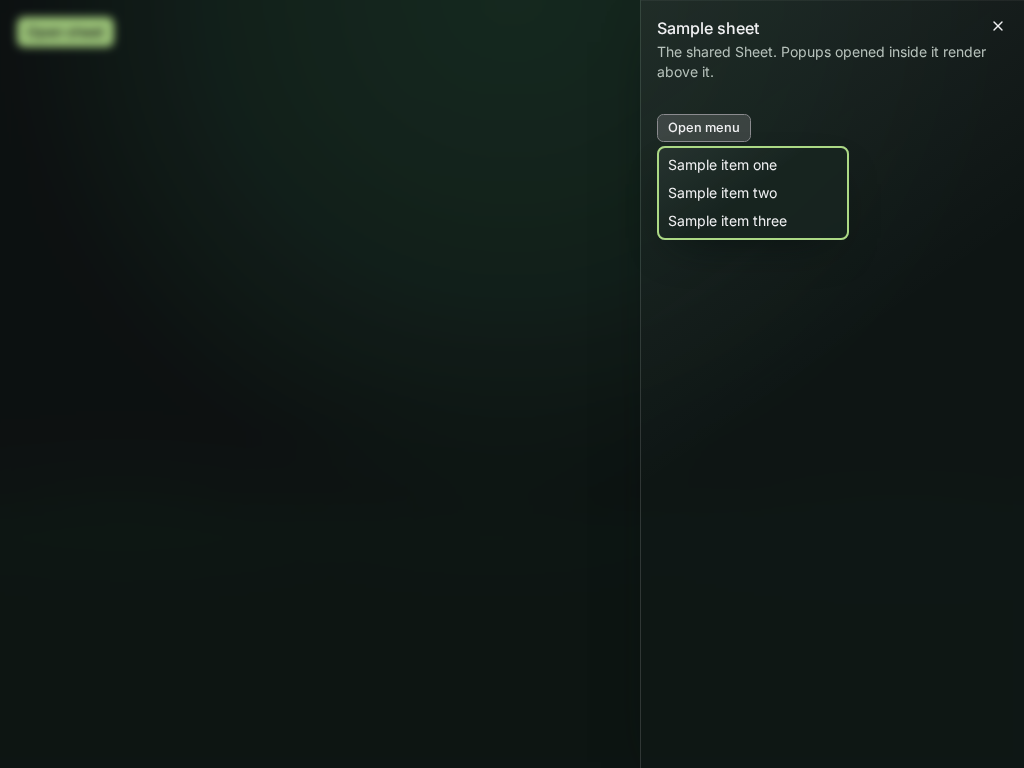 Sample sheet
The shared Sheet. Popups opened inside it render
above it.
Open menu
Sample item one
Sample item two
Sample item three